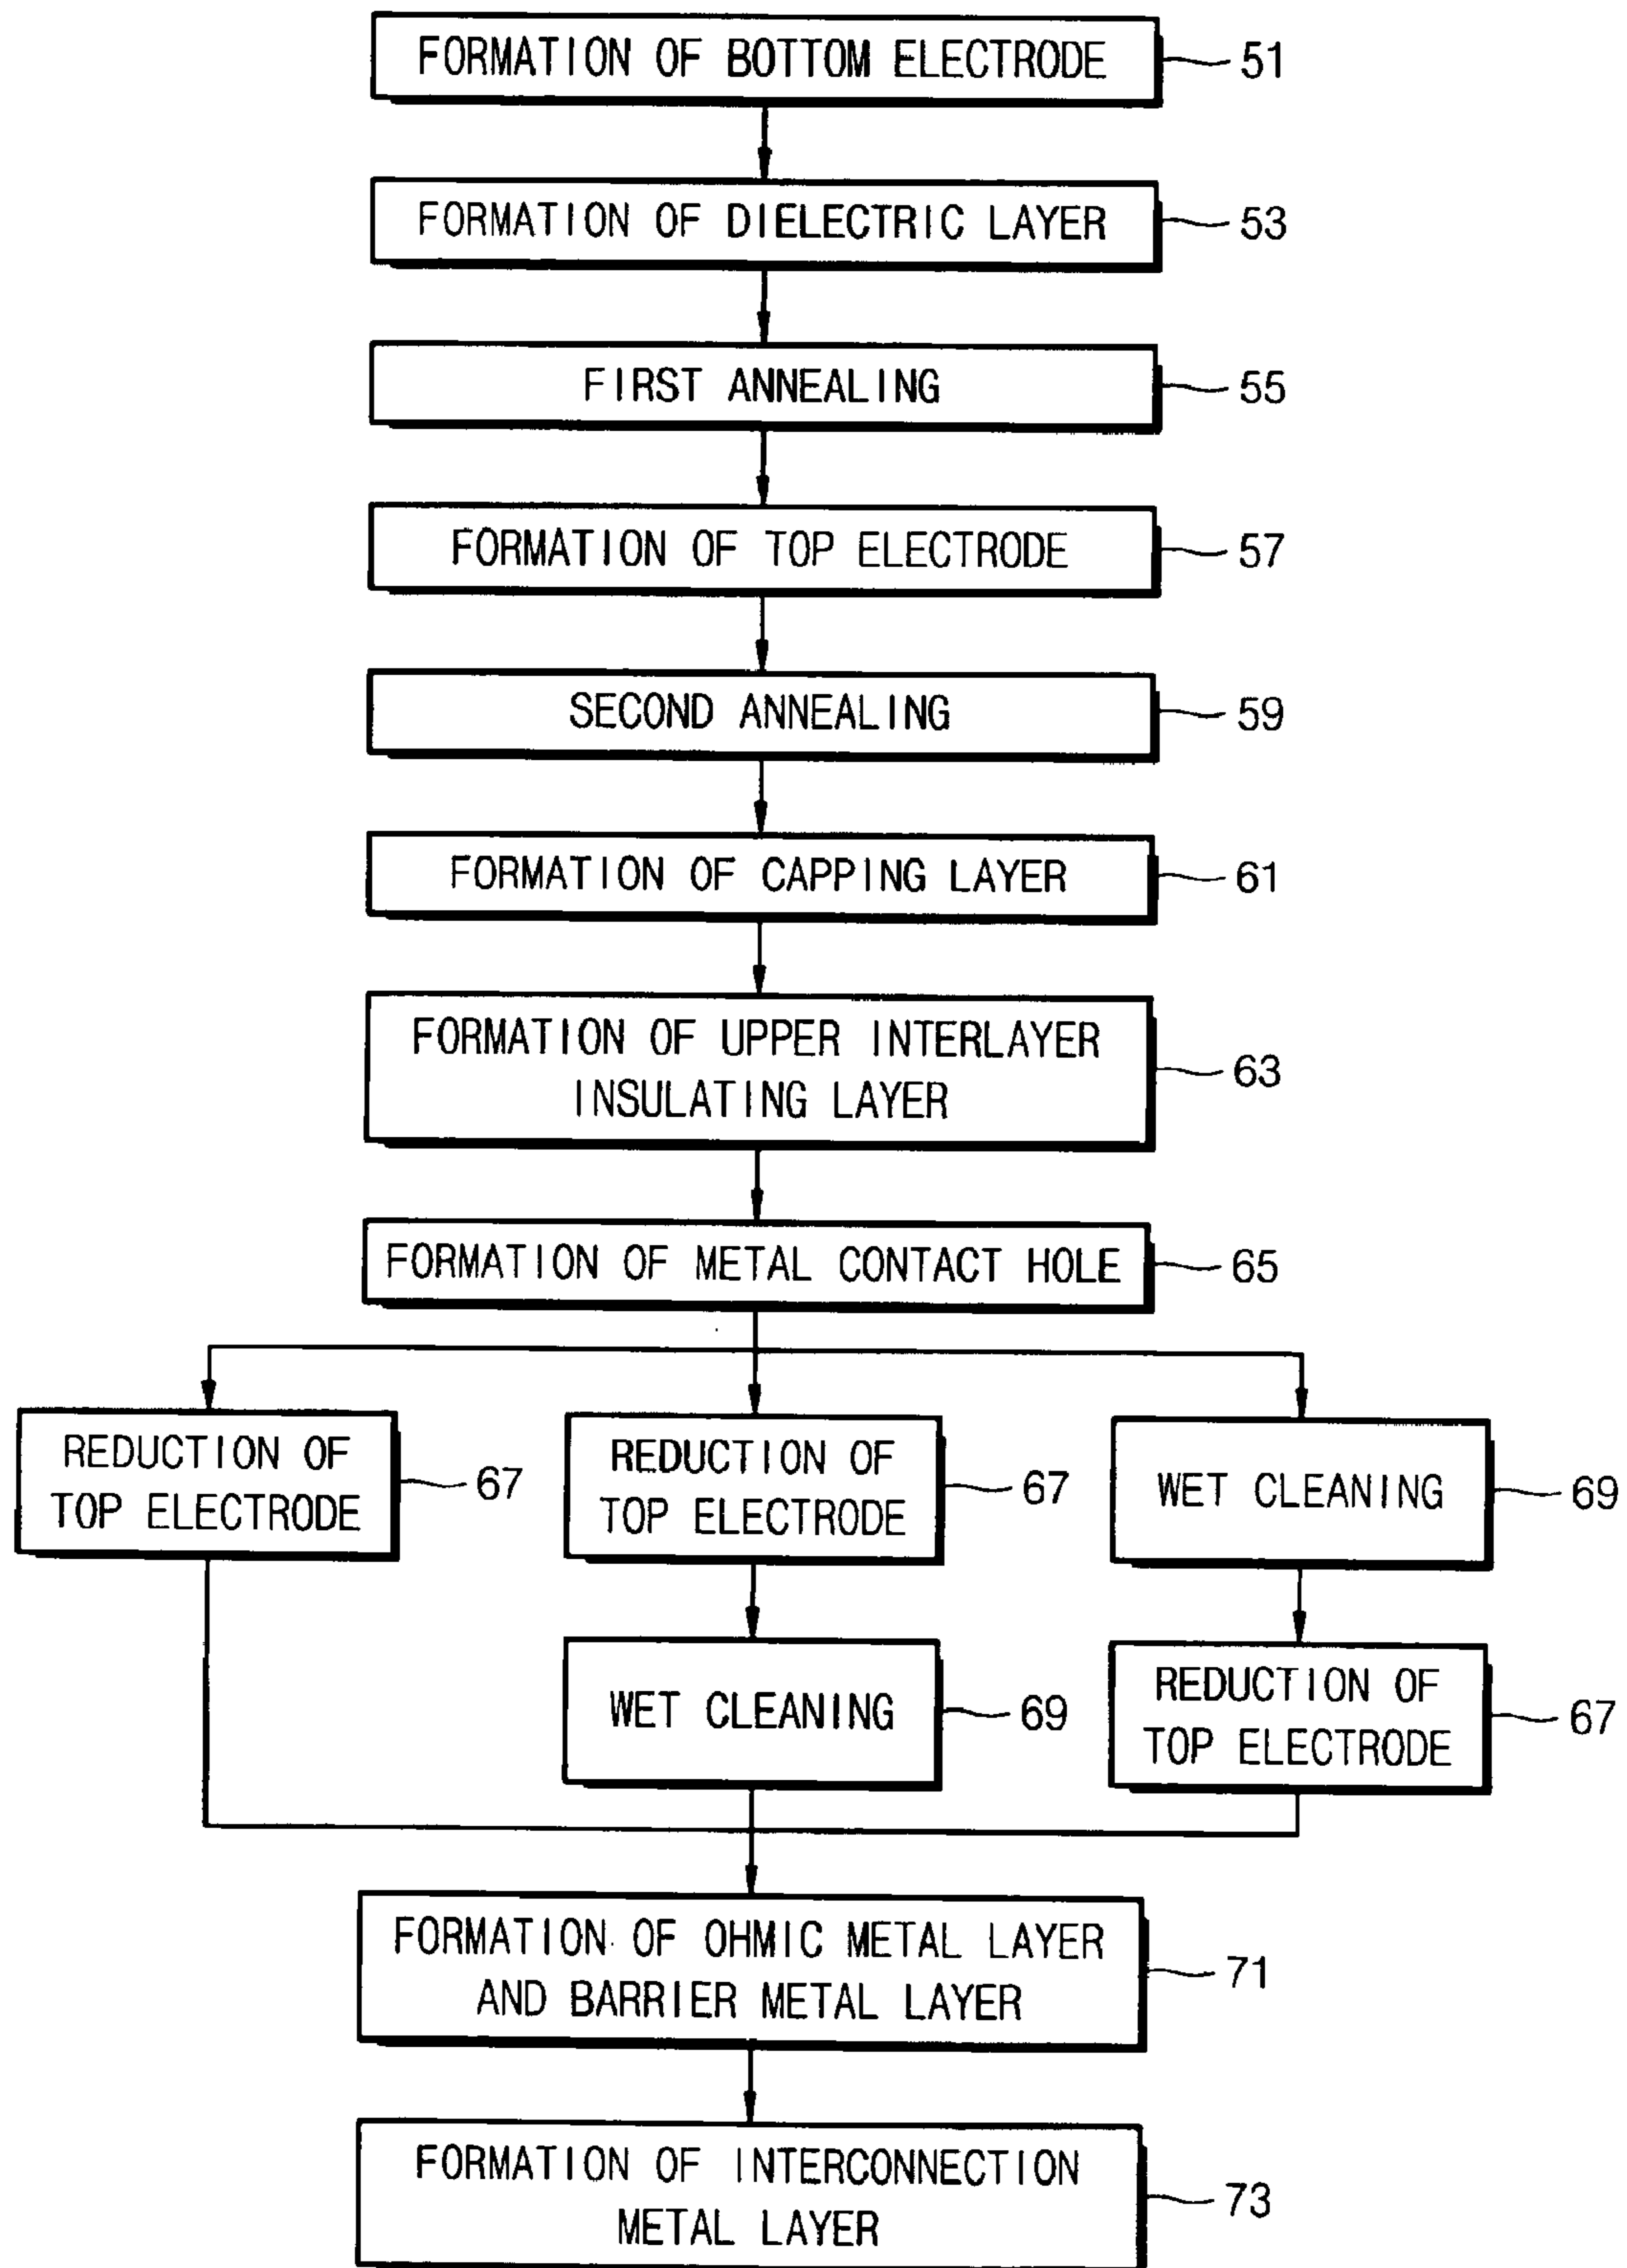 FORMATION OF BOTTOM ELECTRODE
51
FORMATION OF DIELECTRIC LAYER
53
FIRST ANNEALING
55
FORMATION OF TOP ELECTRODE
57
SECOND ANNEALING
59
FORMATION OF CAPPING LAYER
61
FORMATION OF UPPER INTERLAYER
INSULATING LAYER
63
FORMATION OF METAL CONTACT HOLE
65
REDUCTION OF
TOP ELECTRODE
67
REDUCTION OF
TOP ELECTRODE
67
WET CLEANING
69
WET CLEANING
69
REDUCTION OF
TOP ELECTRODE
67
FORMATION OF OHMIC METAL LAYER
AND BARRIER METAL LAYER
71
FORMATION OF INTERCONNECTION
METAL LAYER
73